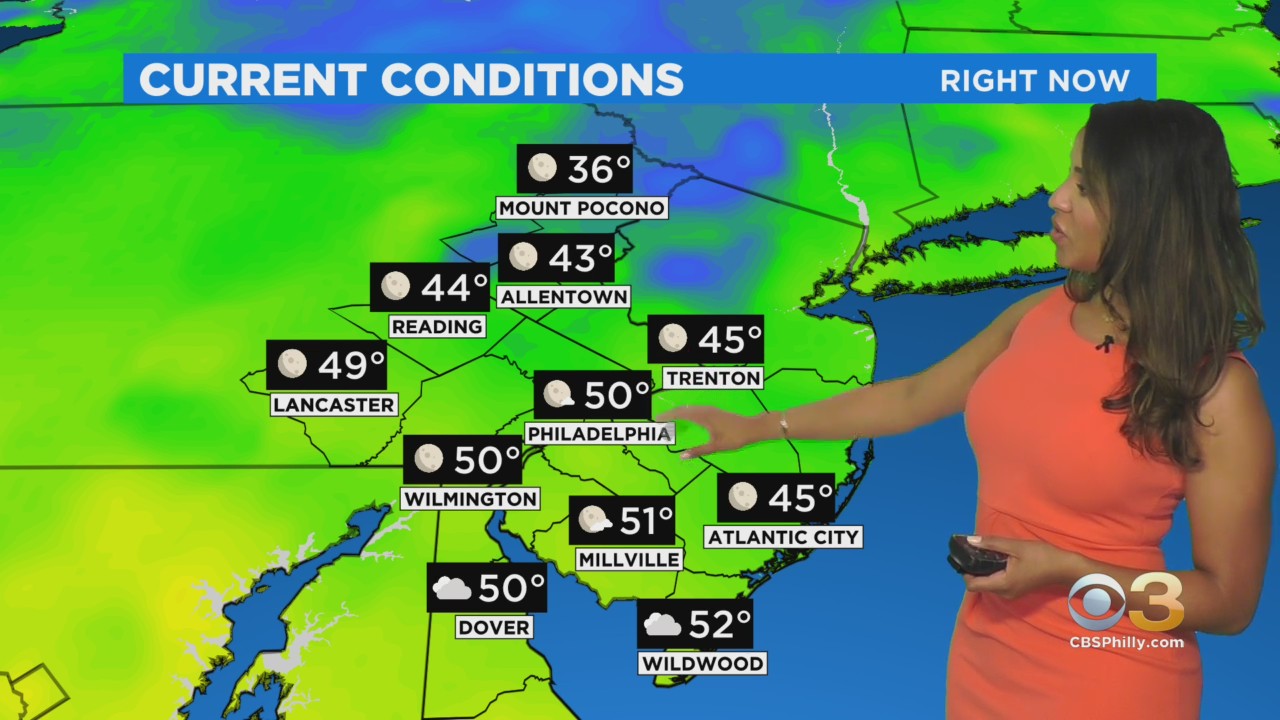 CURRENT CONDITIONS
RIGHT NOW
36°
MOUNT POCONO
43°
ALLENTOWN
44°
READING
45°
TRENTON
49°
LANCASTER
50°
PHILADELPHIA
50°
WILMINGTON
45°
ATLANTIC CITY
51°
MILLVILLE
50°
DOVER
52°
WILDWOOD
3
CBSPhilly.com